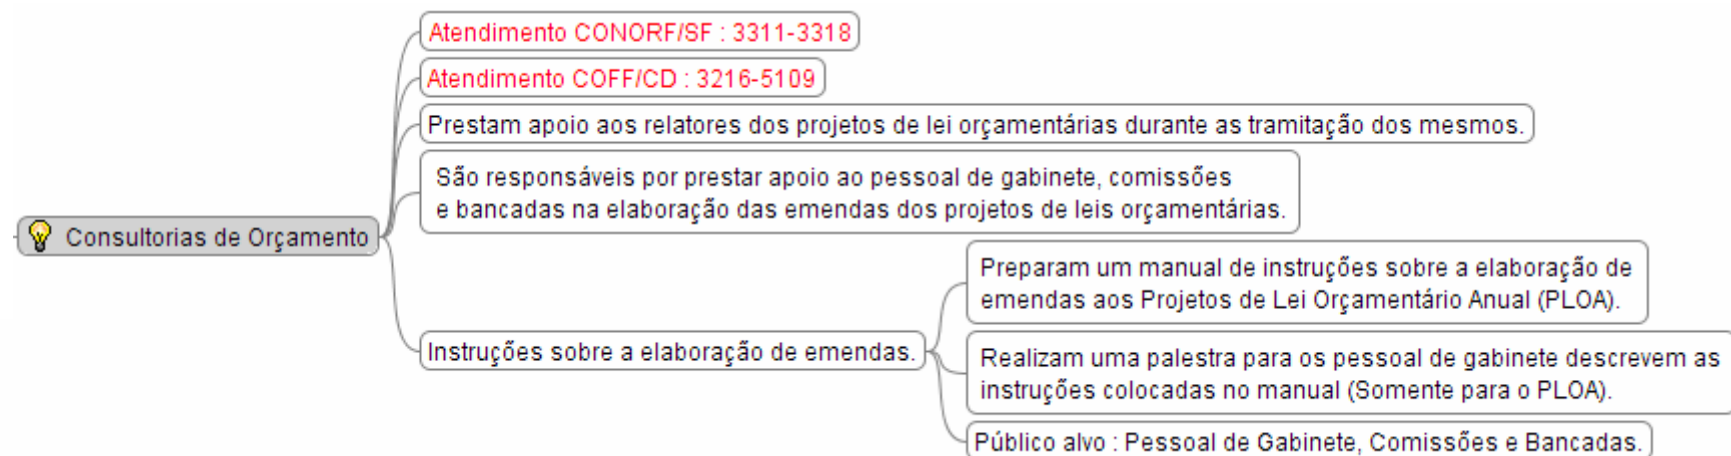 Atendimento CONORF/SF : 3311-3318
Atendimento COFF/CD : 3216-5109
Prestam apoio aos relatores dos projetos de lei orçamentárias durante as tramitação dos mesmos.
São responsáveis por prestar apoio ao pessoal de gabinete, comissões
e bancadas na elaboração das emendas dos projetos de leis orçamentárias.
Consultorias de Orçamento
Preparam um manual de instruções sobre a elaboração de
emendas aos Projetos de Lei Orçamentário Anual (PLOA).
Instruções sobre a elaboração de emendas.
Realizam uma palestra para os pessoal de gabinete descrevem as
instruções colocadas no manual (Somente para o PLOA).
Público alvo : Pessoal de Gabinete, Comissões e Bancadas.